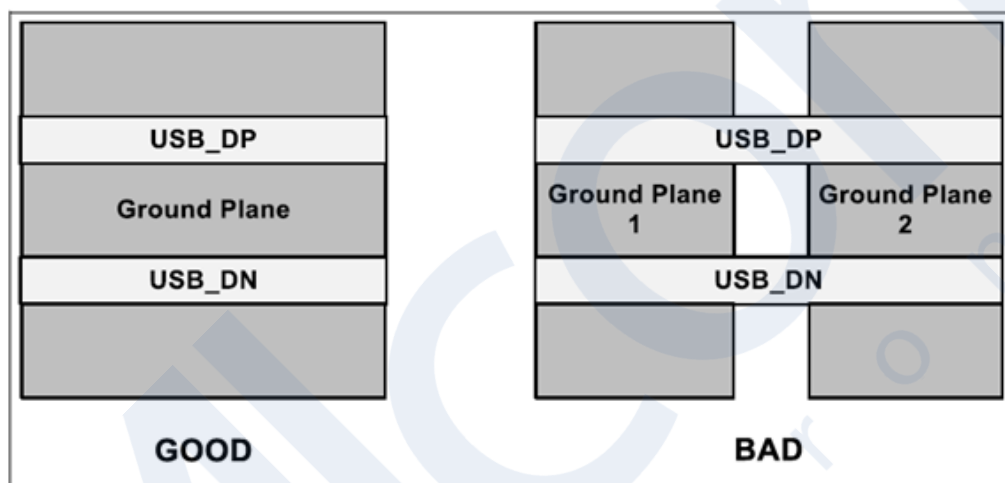 USB_DP
Ground Plane
USB_DN
GOOD
USB_DP
Ground Plane
1
Ground Plane
2
USB_DN
BAD